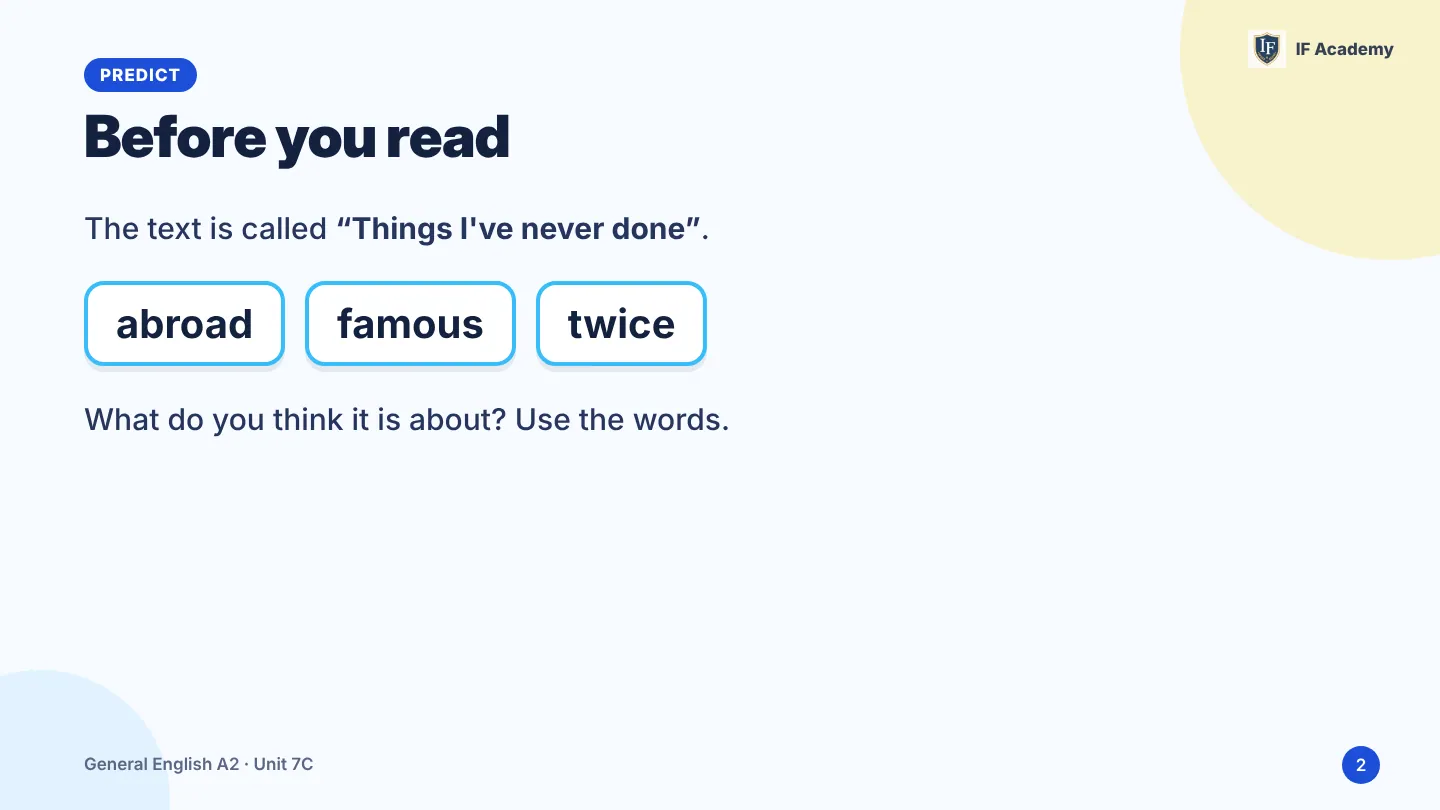 IF
IF Academy
PREDICT
Before you read
The text is called “Things I've never done”.
abroad
famous
twice
What do you think it is about? Use the words.
General English A2 · Unit 7C
2